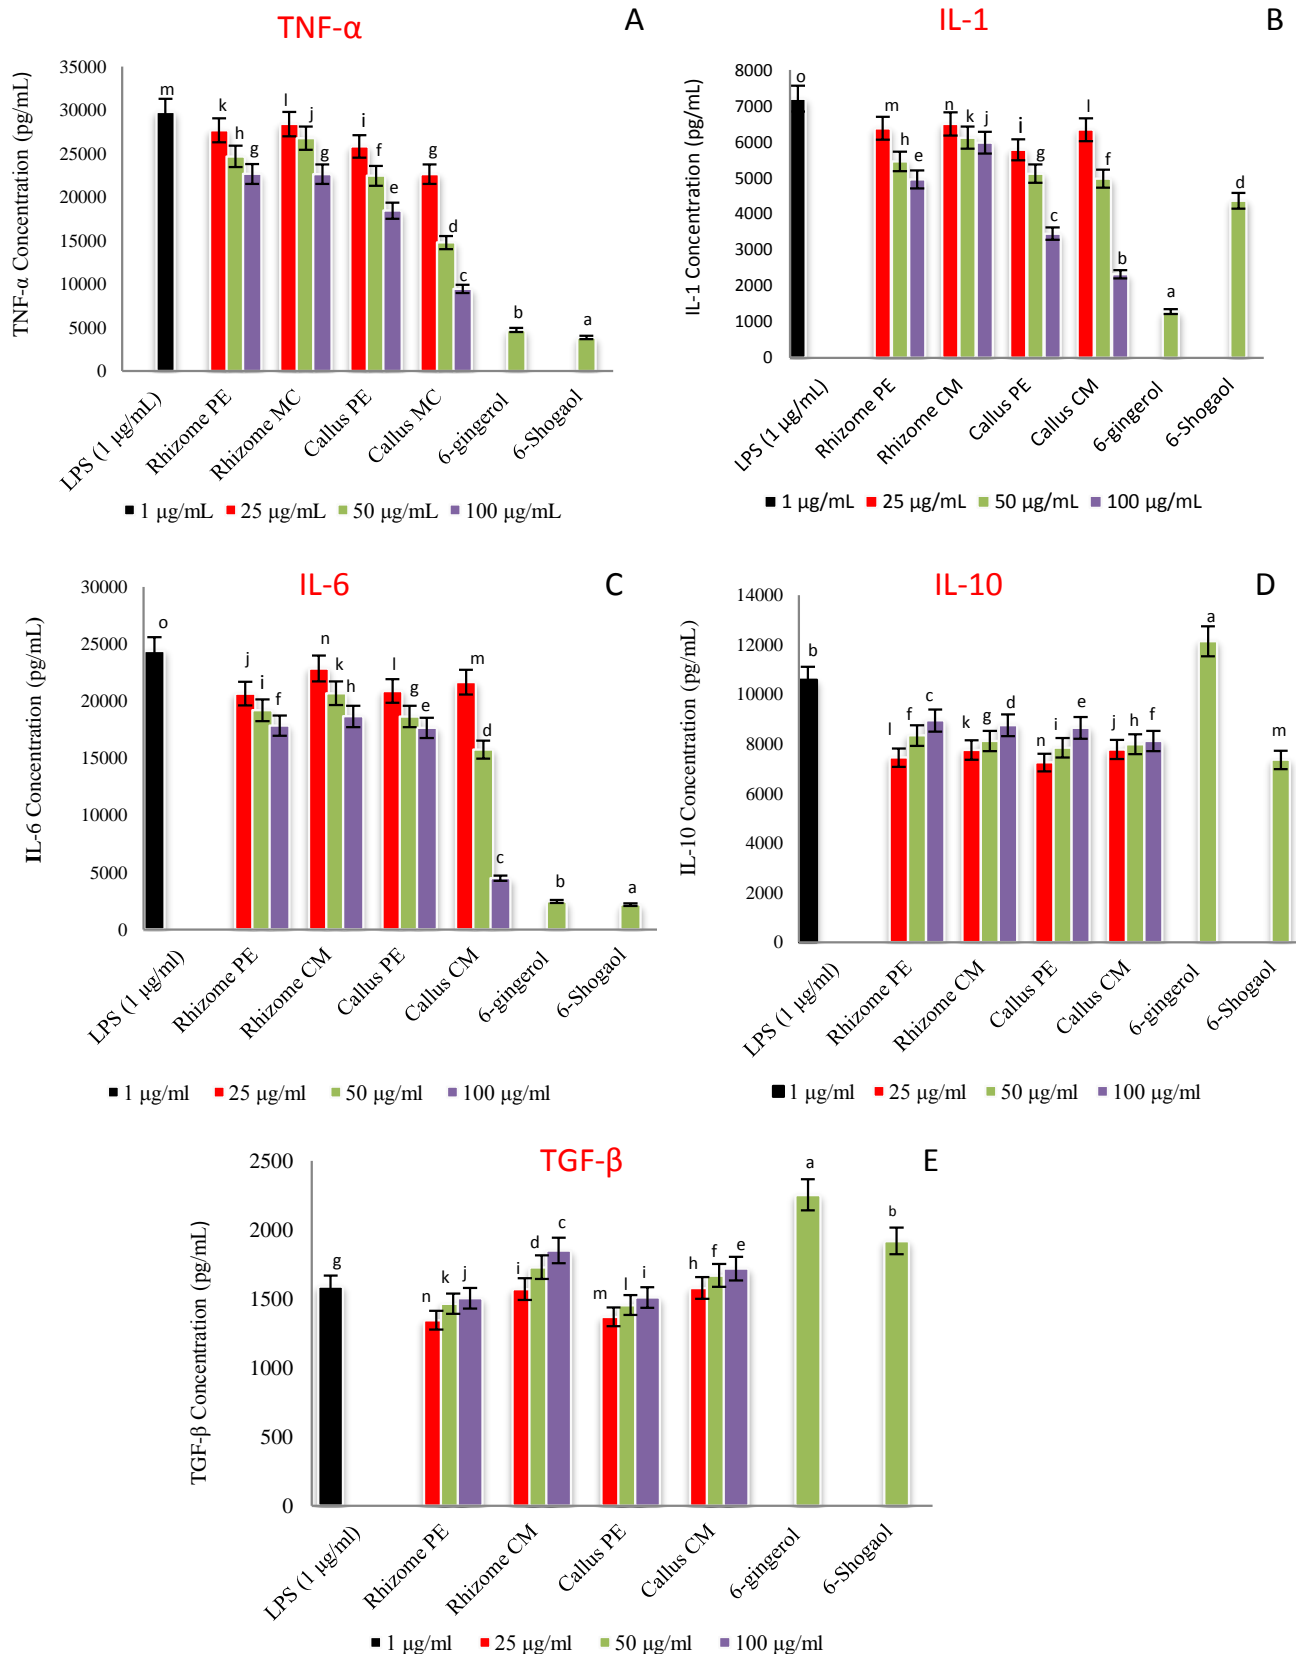 TNF-α
A
TNF-α Concentration (pg/mL)
35000
30000
25000
20000
15000
10000
5000
0
m
k
h
g
l
j
g
i
f
e
g
d
c
b
a
LPS (1 µg/mL)
Rhizome PE
Rhizome MC
Callus PE
Callus MC
6-gingerol
6-Shogaol
1 µg/mL 25 µg/mL 50 µg/mL 100 µg/mL
IL-1
B
IL-1 Concentration (pg/mL)
8000
7000
6000
5000
4000
3000
2000
1000
0
o
m
h
e
n
k
j
i
g
c
l
f
b
a
d
LPS (1 µg/mL)
Rhizome PE
Rhizome CM
Callus PE
Callus CM
6-gingerol
6-Shogaol
1 µg/mL 25 µg/mL 50 µg/mL 100 µg/mL
IL-6
C
IL-6 Concentration (pg/mL)
30000
25000
20000
15000
10000
5000
0
o
j
i
f
n
k
h
l
g
e
m
d
c
b
a
LPS (1 µg/ml)
Rhizome PE
Rhizome CM
Callus PE
Callus CM
6-gingerol
6-Shogaol
1 µg/ml 25 µg/ml 50 µg/ml 100 µg/ml
IL-10
D
IL-10 Concentration (pg/mL)
14000
12000
10000
8000
6000
4000
2000
0
b
l
f
c
k
g
d
n
i
e
j
h
f
a
m
LPS (1 µg/ml)
Rhizome PE
Rhizome CM
Callus PE
Callus CM
6-gingerol
6-Shogaol
1 µg/ml 25 µg/ml 50 µg/ml 100 µg/ml
TGF-β
E
TGF-β Concentration (pg/mL)
2500
2000
1500
1000
500
0
g
n
k
j
i
d
c
m
l
i
h
f
e
a
b
LPS (1 µg/ml)
Rhizome PE
Rhizome CM
Callus PE
Callus CM
6-gingerol
6-Shogaol
1 µg/ml 25 µg/ml 50 µg/ml 100 µg/ml